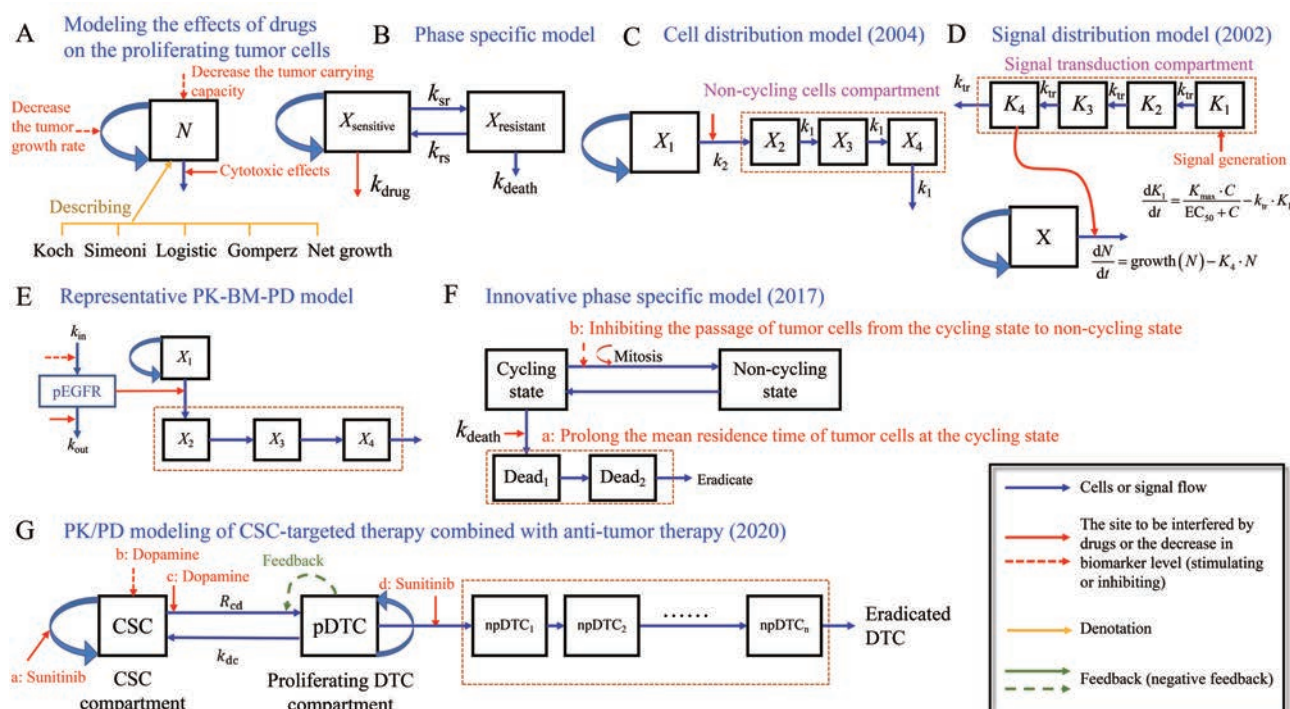 A Modeling the effects of drugs
on the proliferating tumor cells
Decrease the tumor carrying
capacity
Decrease
the tumor
growth rate
N
Cytotoxic effects
Describing
Koch Simeoni Logistic Gomperz Net growth
B Phase specific model
X_sensitive
k_sr
k_rs
X_resistant
k_drug
k_death
C Cell distribution model (2004)
Non-cycling cells compartment
X_1
k_2
X_2
k_1
X_3
k_1
X_4
k_1
D Signal distribution model (2002)
Signal transduction compartment
k_tr
K_4
k_tr
K_3
k_tr
K_2
k_tr
K_1
Signal generation
dK_1/dt = K_max · C/(EC_50 + C) − k_tr · K_1
X
dN/dt = growth(N) − K_4 · N
E Representative PK-BM-PD model
k_in
pEGFR
k_out
X_1
X_2
X_3
X_4
F Innovative phase specific model (2017)
b: Inhibiting the passage of tumor cells from the cycling state to non-cycling state
Mitosis
Cycling
state
Non-cycling
state
k_death
a: Prolong the mean residence time of tumor cells at the cycling state
Dead_1
Dead_2
Eradicate
G PK/PD modeling of CSC-targeted therapy combined with anti-tumor therapy (2020)
b: Dopamine
c: Dopamine
Feedback
d: Sunitinib
CSC
R_cd
k_dc
pDTC
npDTC_1
npDTC_2
······
npDTC_n
Eradicated
DTC
a: Sunitinib
CSC
compartment
Proliferating DTC
compartment
Cells or signal flow
The site to be interfered by
drugs or the decrease in
biomarker level (stimulating
or inhibiting)
Denotation
Feedback (negative feedback)